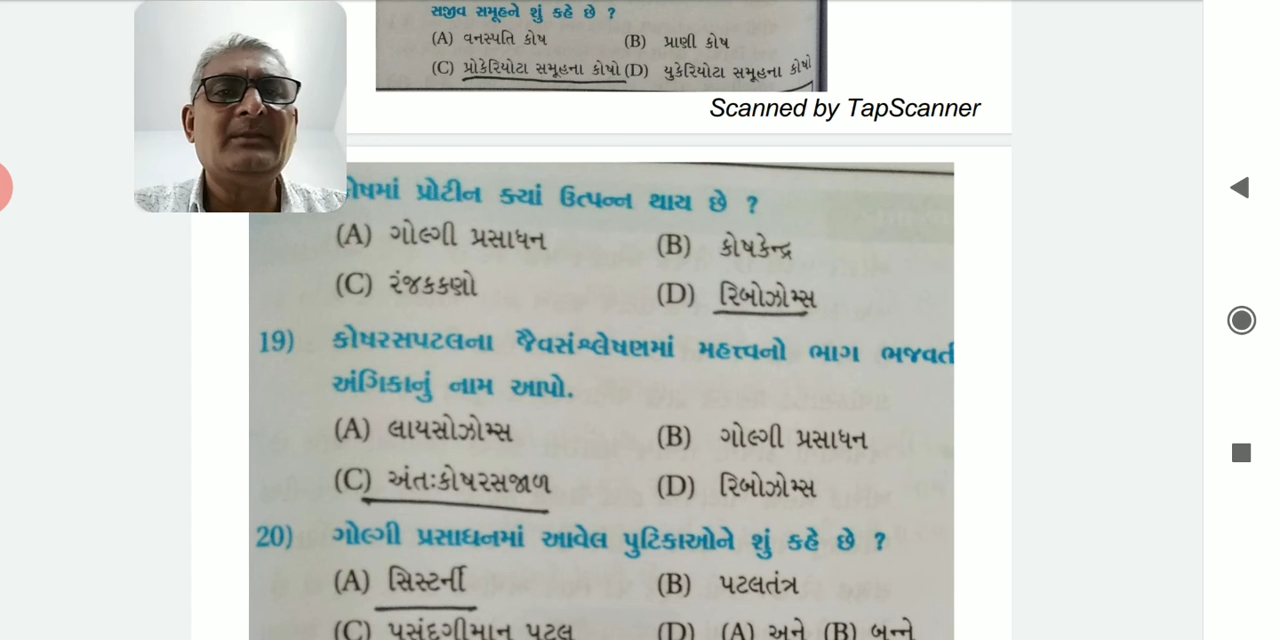 સજીવ સમૂહને શું કહે છે ?
(A) વનસ્પતિ કોષ (B) પ્રાણી કોષ
(C) પ્રોકેરિયોટા સમૂહના કોષો (D) યુકેરિયોટા સમૂહના કોષો
Scanned by TapScanner
પ્રોટીન ક્યાં ઉત્પન્ન થાય છે ?
(A) ગોલ્ગી પ્રસાધન (B) કોષકેન્દ્ર
(C) રંજકકણો (D) રિબોઝોમ્સ
19) કોષરસપટલના જૈવસંશ્લેષણમાં મહત્ત્વનો ભાગ ભજવતી
અંગિકાનું નામ આપો.
(A) લાયસોઝોમ્સ (B) ગોલ્ગી પ્રસાધન
(C) અંતઃકોષરસજાળ (D) રિબોઝોમ્સ
20) ગોલ્ગી પ્રસાધનમાં આવેલ પુટિકાઓને શું કહે છે ?
(A) સિસ્ટર્ની (B) પટલતંત્ર
(C) પસંદગીમાન પટલ (D) (A) અને (B) બન્ને